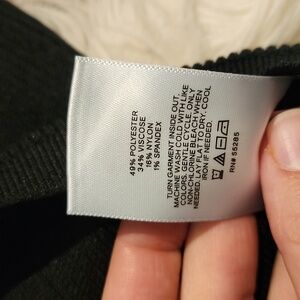 49% POLYESTER
34% VISCOSE
16% NYLON
1% SPANDEX
TURN GARMENT INSIDE OUT,
MACHINE WASH COLD WITH LIKE
COLORS, GENTLE CYCLE, ONLY
NON-CHLORINE BLEACH WHEN
NEEDED. LAY FLAT TO DRY, COOL
IRON IF NEEDED.
RN# 55285